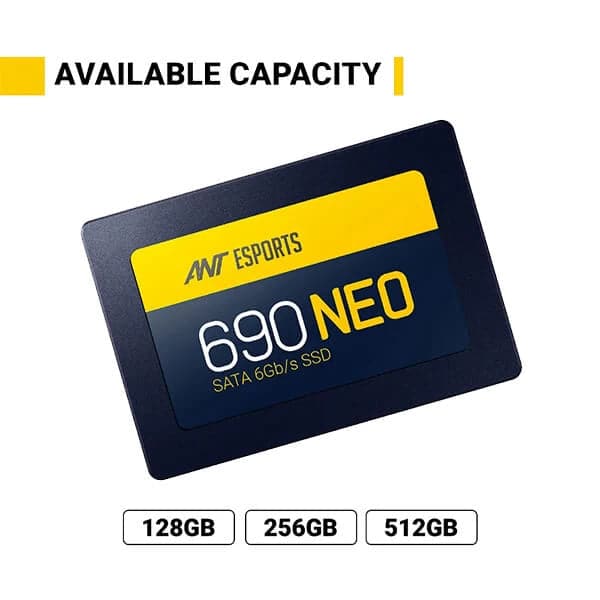 AVAILABLE CAPACITY
ANT ESPORTS
690 NEO
SATA 6Gb/s SSD
128GB
256GB
512GB